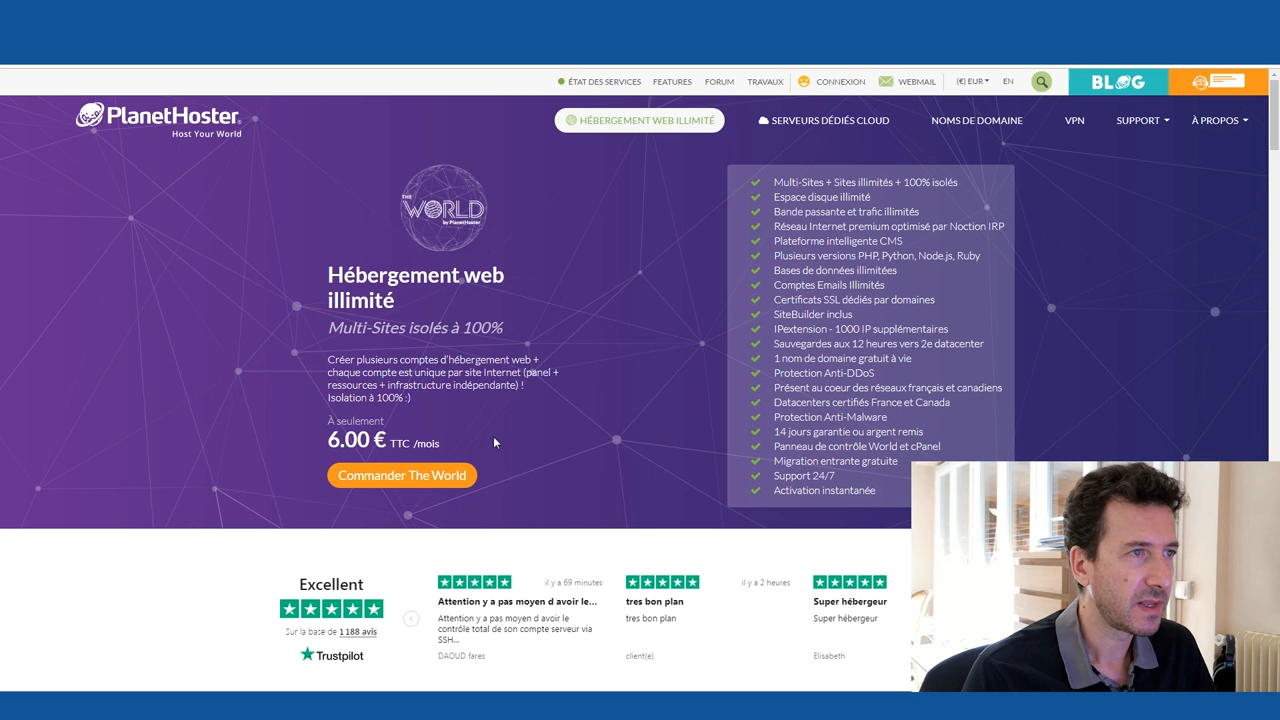 ÉTAT DES SERVICES
FEATURES
FORUM
TRAVAUX
CONNEXION
WEBMAIL
(€) EUR
EN
BLOG
PlanetHoster
Host Your World
HÉBERGEMENT WEB ILLIMITÉ
SERVEURS DÉDIÉS CLOUD
NOMS DE DOMAINE
VPN
SUPPORT
À PROPOS
THE
WORLD
by PlanetHoster
Hébergement web
illimité
Multi-Sites isolés à 100%
Créer plusieurs comptes d'hébergement web +
chaque compte est unique par site Internet (panel +
ressources + infrastructure indépendante) !
Isolation à 100% :)
À seulement
6.00 € TTC /mois
Commander The World
Multi-Sites + Sites illimités + 100% isolés
Espace disque illimité
Bande passante et trafic illimités
Réseau Internet premium optimisé par Noction IRP
Plateforme intelligente CMS
Plusieurs versions PHP, Python, Node.js, Ruby
Bases de données illimitées
Comptes Emails Illimités
Certificats SSL dédiés par domaines
SiteBuilder inclus
IPextension - 1000 IP supplémentaires
Sauvegardes aux 12 heures vers 2e datacenter
1 nom de domaine gratuit à vie
Protection Anti-DDoS
Présent au coeur des réseaux français et canadiens
Datacenters certifiés France et Canada
Protection Anti-Malware
14 jours garantie ou argent remis
Panneau de contrôle World et cPanel
Migration entrante gratuite
Support 24/7
Activation instantanée
Excellent
Sur la base de 1 188 avis
Trustpilot
il y a 69 minutes
Attention y a pas moyen d avoir le...
Attention y a pas moyen d avoir le
contrôle total de son compte serveur via
SSH...
DAOUD fares
il y a 2 heures
tres bon plan
tres bon plan
client(e)
Super hébergeur
Super hébergeur
Elisabeth